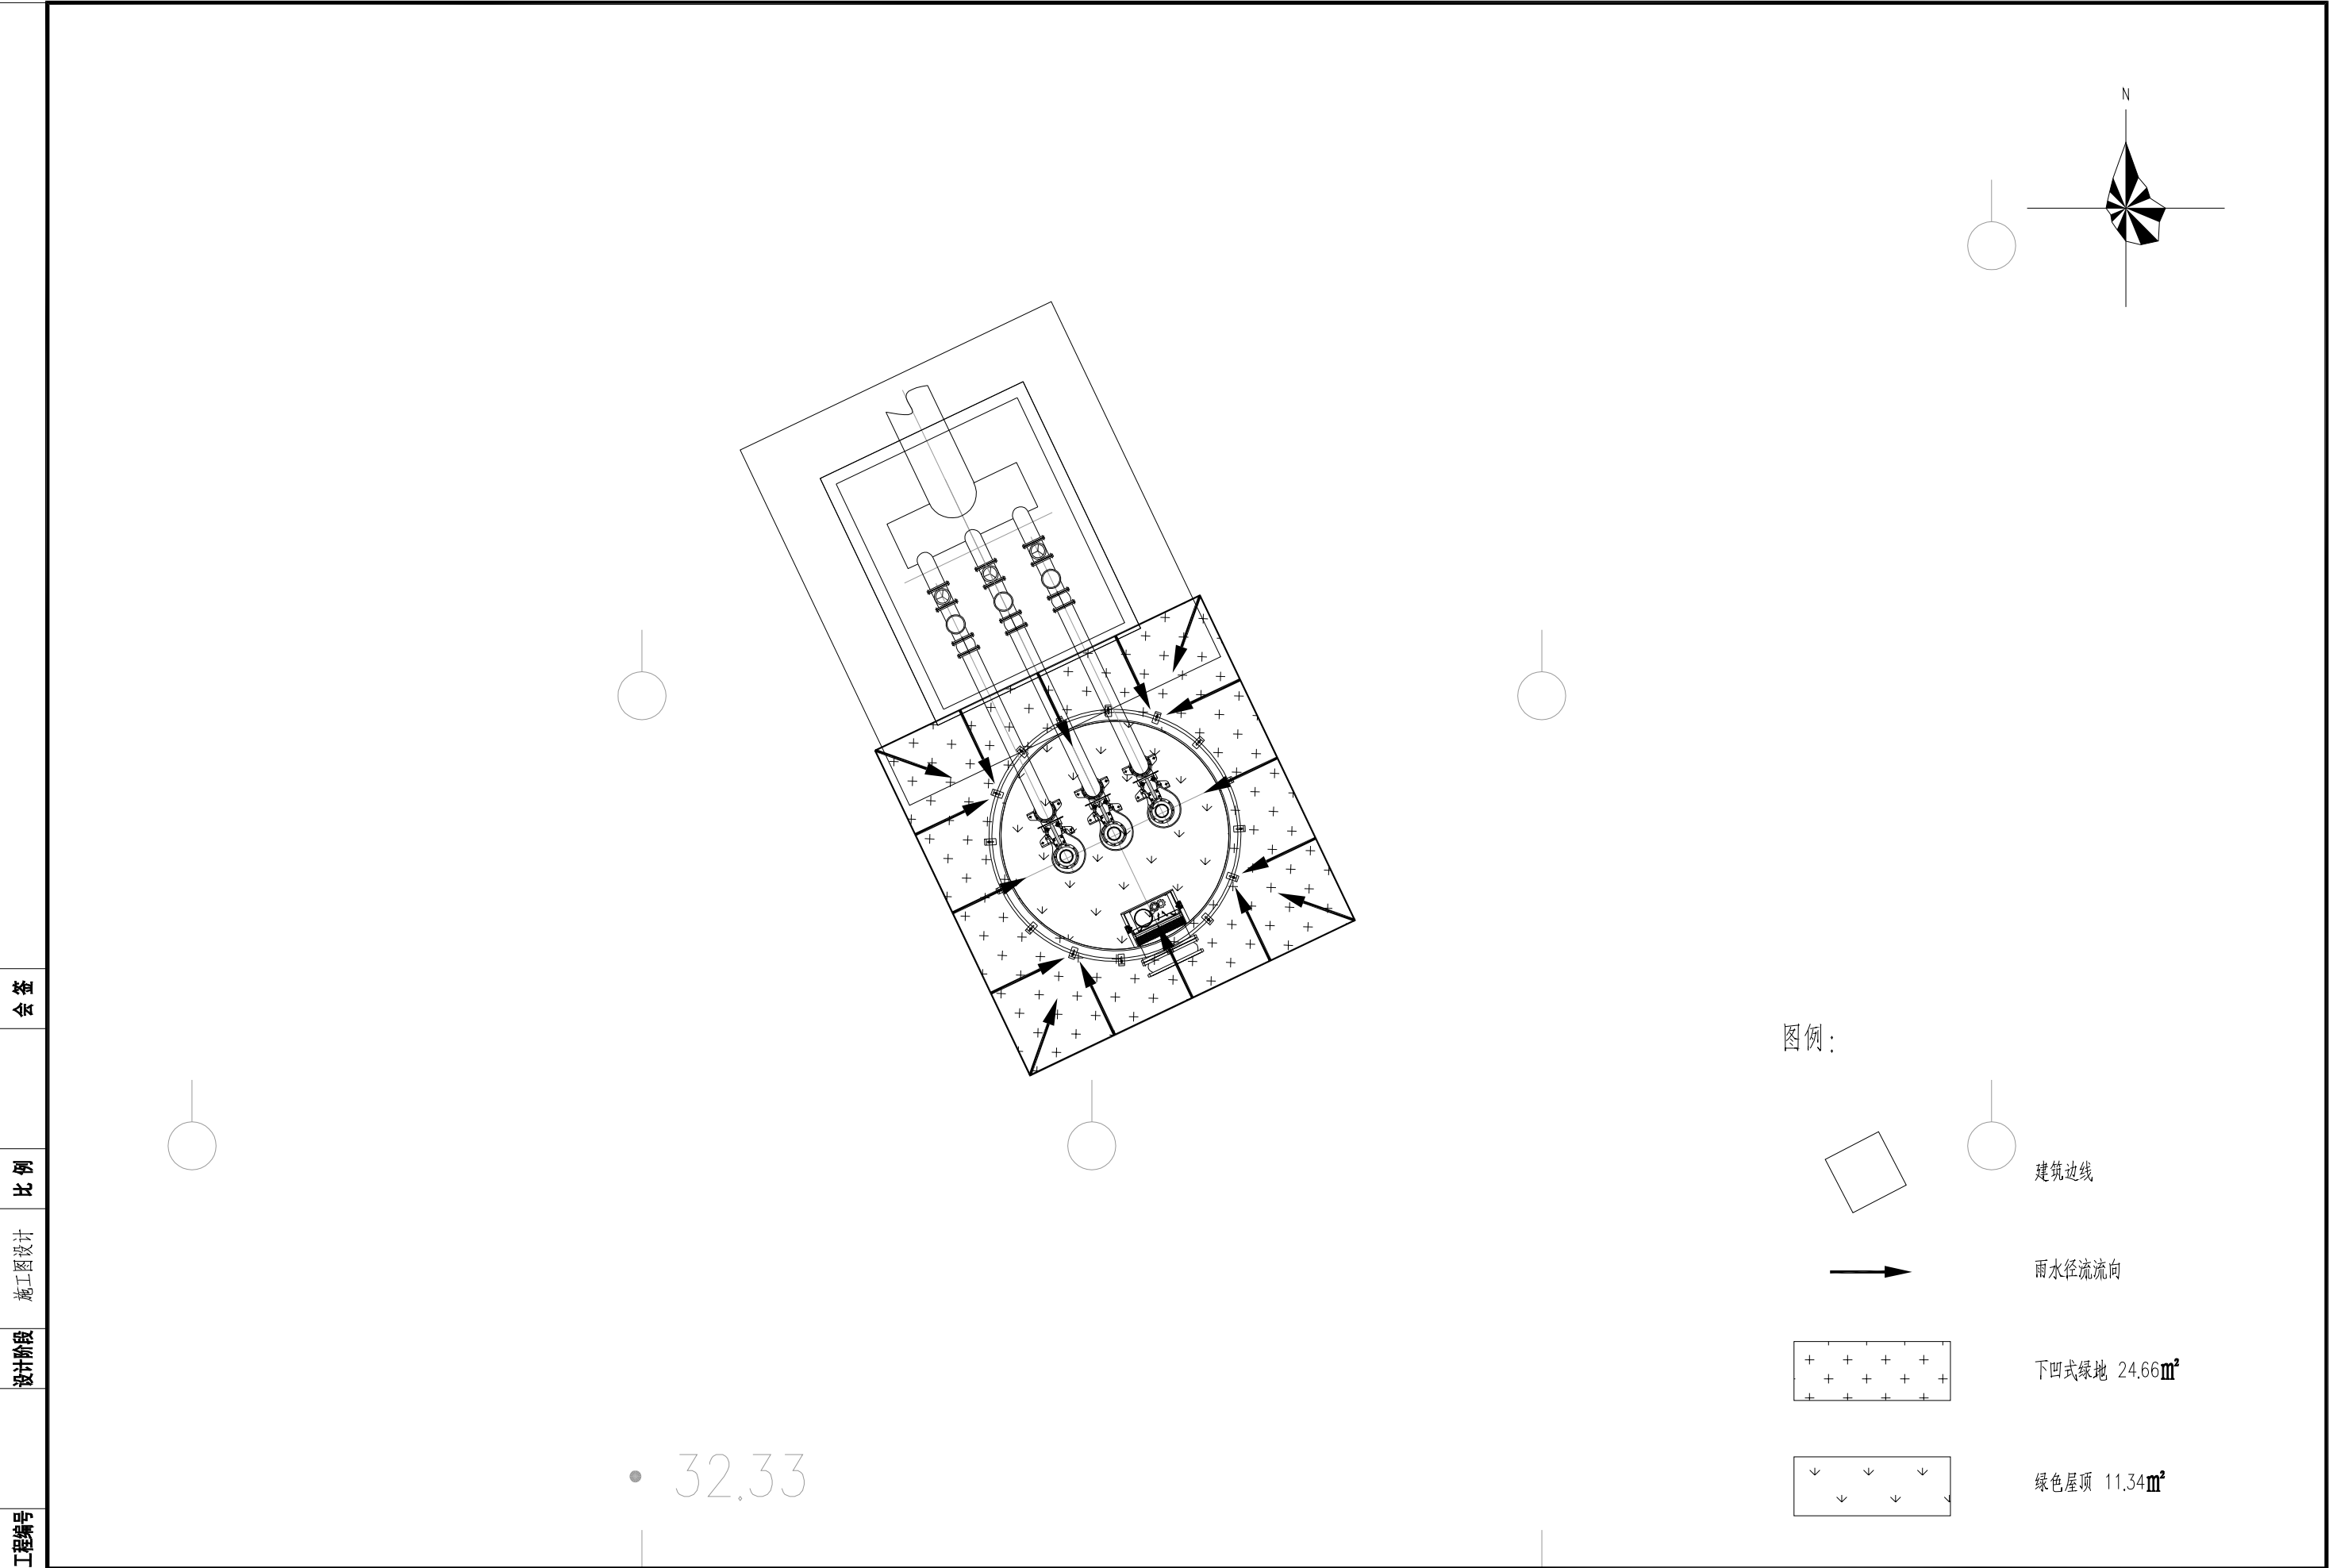 N
图例：
建筑边线
雨水径流流向
下凹式绿地 24.66m²
绿色屋顶 11.34m²
32.33
会 签
比 例
施工图设计
设计阶段
工程编号